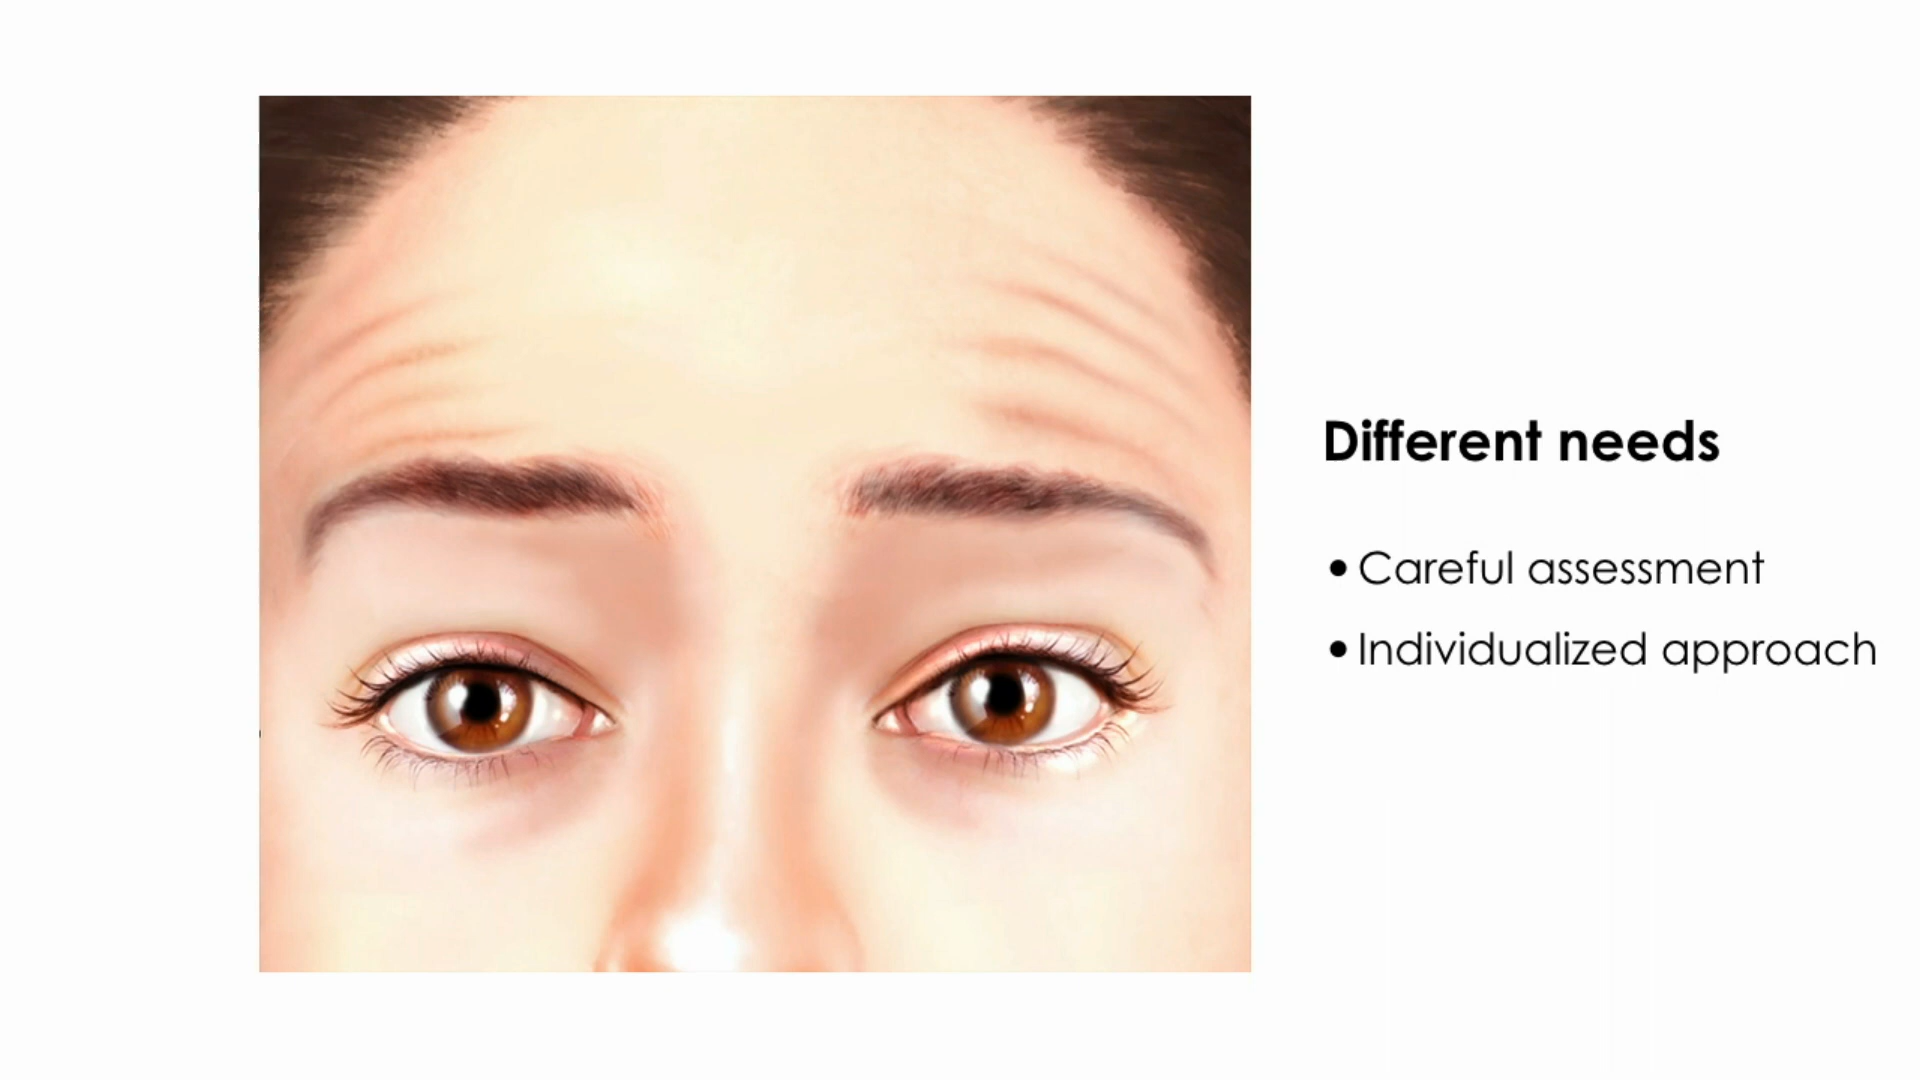 Different needs
• Careful assessment
• Individualized approach